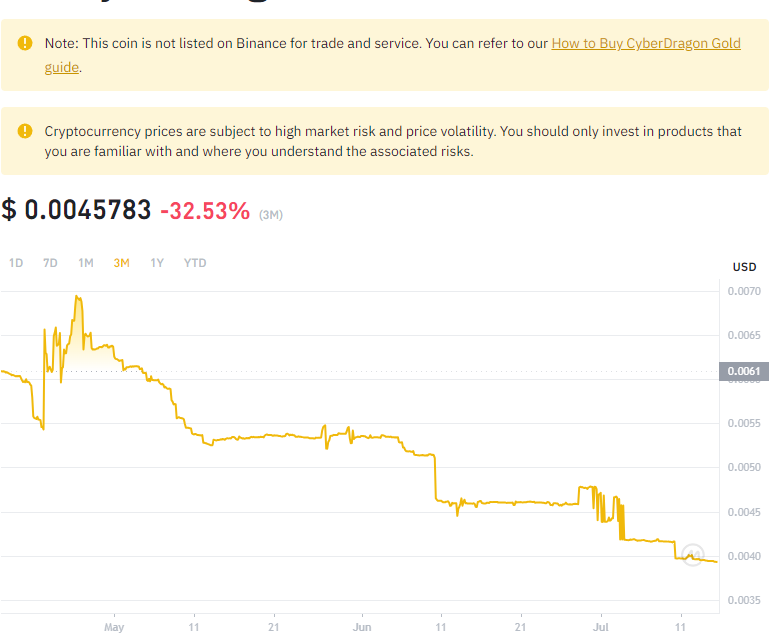 Note: This coin is not listed on Binance for trade and service. You can refer to our How to Buy CyberDragon Gold
guide.
Cryptocurrency prices are subject to high market risk and price volatility. You should only invest in products that
you are familiar with and where you understand the associated risks.
$ 0.0045783 -32.53% (3M)
1D 7D 1M 3M 1Y YTD
USD
0.0070
0.0065
0.0061
0.0055
0.0050
0.0045
0.0040
0.0035
May 11 21 Jun 11 21 Jul 11